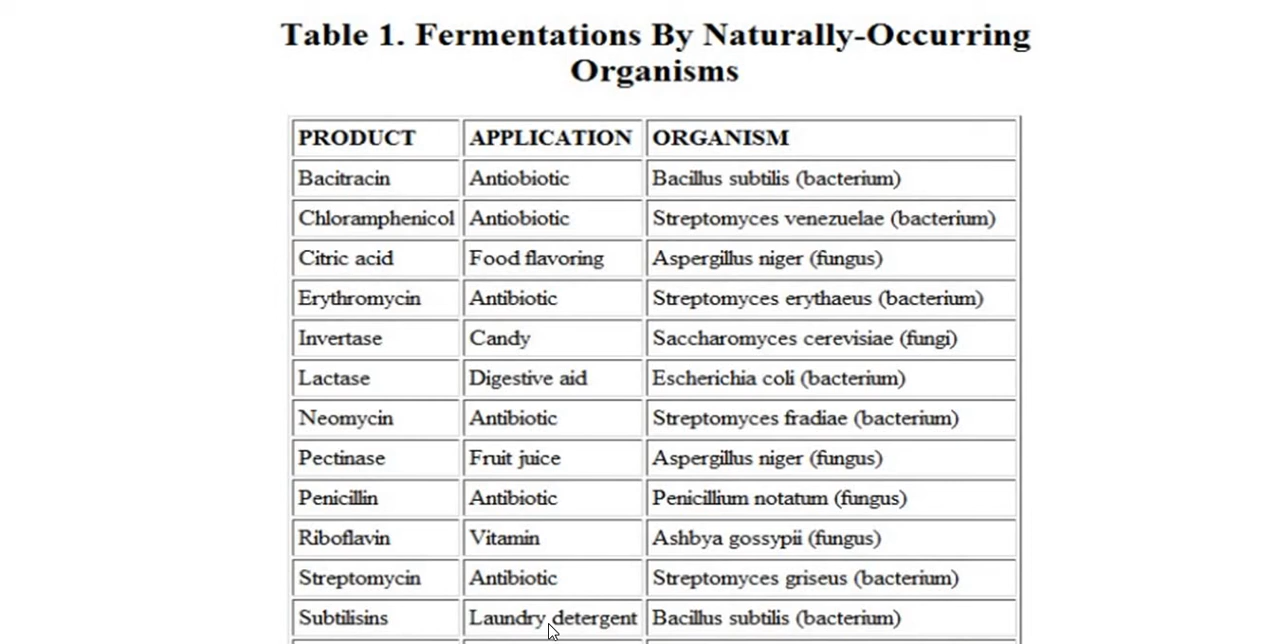 Table 1. Fermentations By Naturally-Occurring
Organisms
PRODUCT APPLICATION ORGANISM
Bacitracin Antiobiotic Bacillus subtilis (bacterium)
Chloramphenicol Antiobiotic Streptomyces venezuelae (bacterium)
Citric acid Food flavoring Aspergillus niger (fungus)
Erythromycin Antibiotic Streptomyces erythaeus (bacterium)
Invertase Candy Saccharomyces cerevisiae (fungi)
Lactase Digestive aid Escherichia coli (bacterium)
Neomycin Antibiotic Streptomyces fradiae (bacterium)
Pectinase Fruit juice Aspergillus niger (fungus)
Penicillin Antibiotic Penicillium notatum (fungus)
Riboflavin Vitamin Ashbya gossypii (fungus)
Streptomycin Antibiotic Streptomyces griseus (bacterium)
Subtilisins Laundry detergent Bacillus subtilis (bacterium)